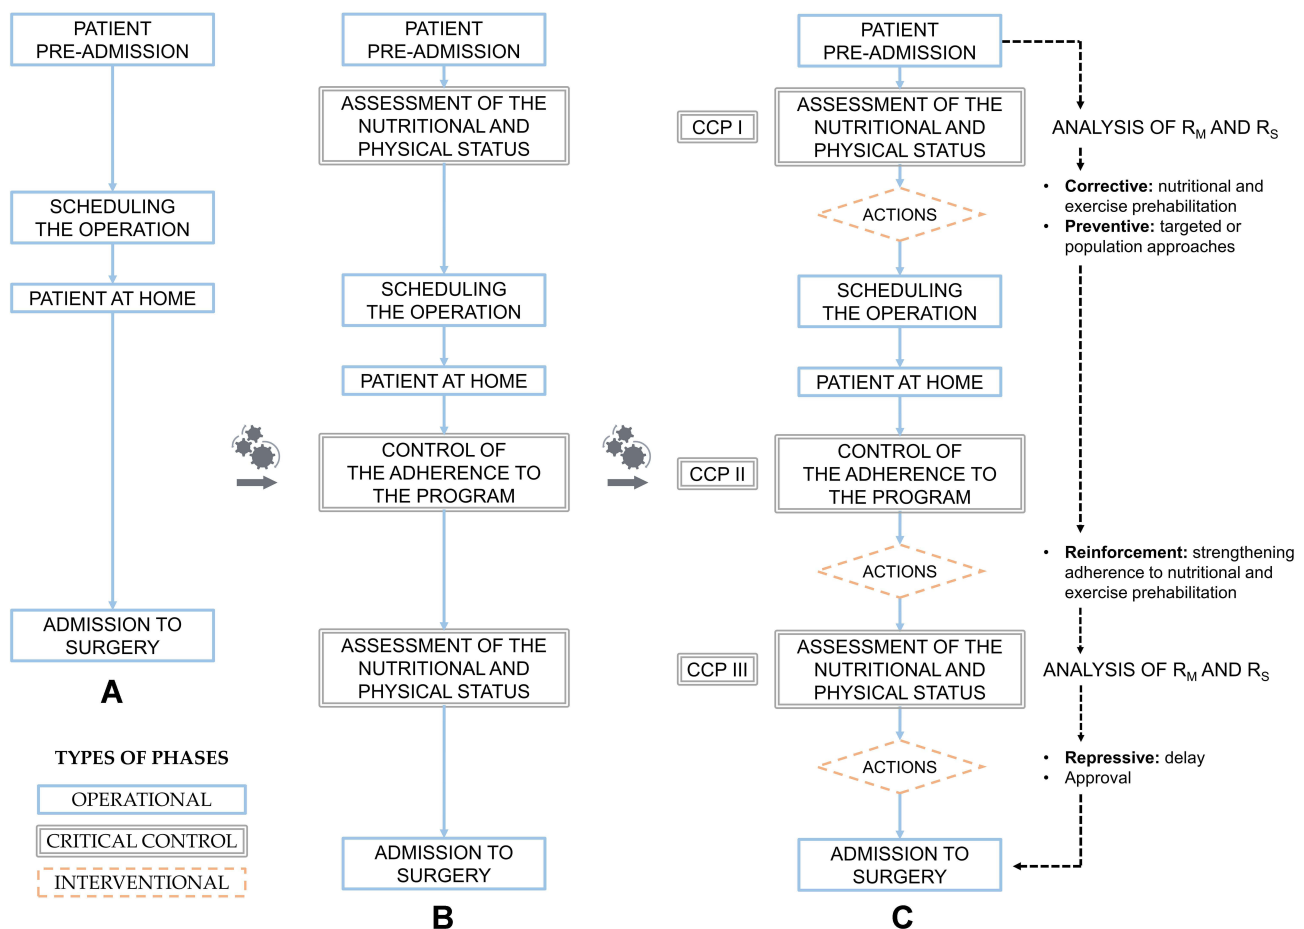 PATIENT
PRE-ADMISSION
SCHEDULING
THE OPERATION
PATIENT AT HOME
ADMISSION TO
SURGERY
A
TYPES OF PHASES
OPERATIONAL
CRITICAL CONTROL
INTERVENTIONAL
PATIENT
PRE-ADMISSION
ASSESSMENT OF THE
NUTRITIONAL AND
PHYSICAL STATUS
SCHEDULING
THE OPERATION
PATIENT AT HOME
CONTROL OF
THE ADHERENCE TO
THE PROGRAM
ASSESSMENT OF THE
NUTRITIONAL AND
PHYSICAL STATUS
ADMISSION TO
SURGERY
B
PATIENT
PRE-ADMISSION
CCP I
ASSESSMENT OF THE
NUTRITIONAL AND
PHYSICAL STATUS
ACTIONS
SCHEDULING
THE OPERATION
PATIENT AT HOME
CCP II
CONTROL OF
THE ADHERENCE TO
THE PROGRAM
ACTIONS
CCP III
ASSESSMENT OF THE
NUTRITIONAL AND
PHYSICAL STATUS
ACTIONS
ADMISSION TO
SURGERY
C
ANALYSIS OF RM AND RS
• Corrective: nutritional and
exercise prehabilitation
• Preventive: targeted or
population approaches
• Reinforcement: strengthening
adherence to nutritional and
exercise prehabilitation
ANALYSIS OF RM AND RS
• Repressive: delay
• Approval